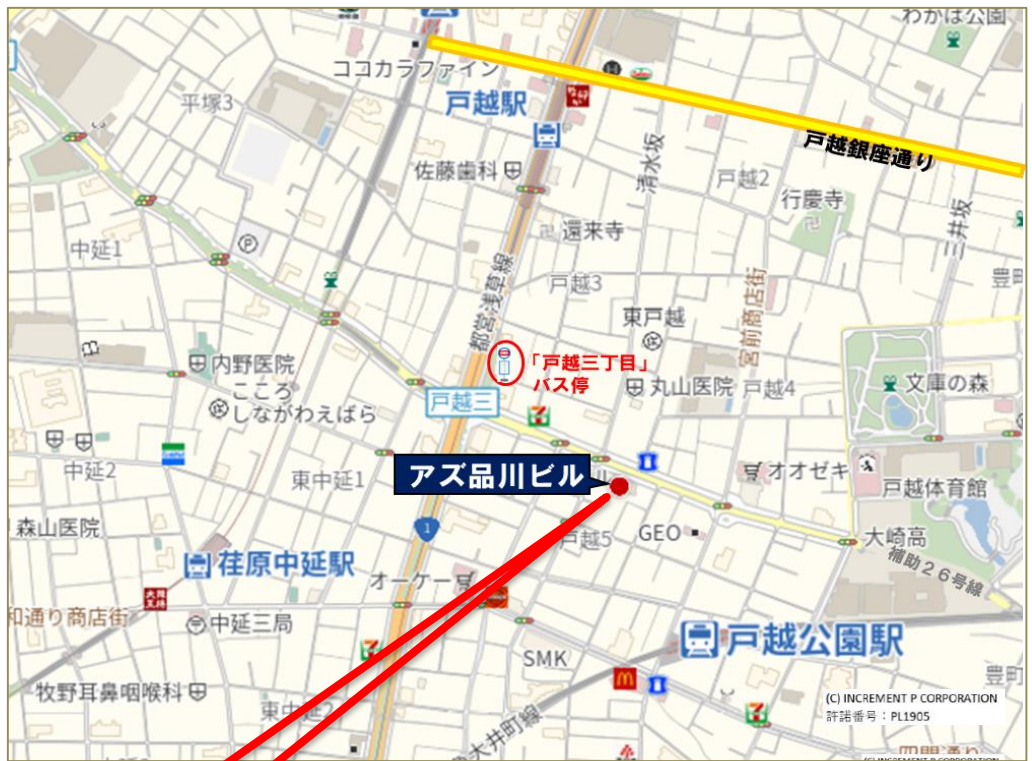 わかば公園
ココカラファイン
平塚3
戸越駅
戸越銀座通り
佐藤歯科
清水坂
戸越2
行慶寺
三井坂
還来寺
中延1
都営浅草線
戸越3
東戸越
宮前商店街
内野医院
「戸越三丁目」
バス停
こころ
しながわえばら
戸越三
丸山医院
戸越4
文庫の森
中延2
東中延1
アズ品川ビル
オオゼキ
戸越体育館
森山医院
1
戸越5
GEO
大崎高
補助26号線
荏原中延駅
オーケー
和通り商店街
中延三局
戸越公園駅
SMK
牧野耳鼻咽喉科
東中延2
大井町線
豊町
(C) INCREMENT P CORPORATION
許諾番号：PL1905